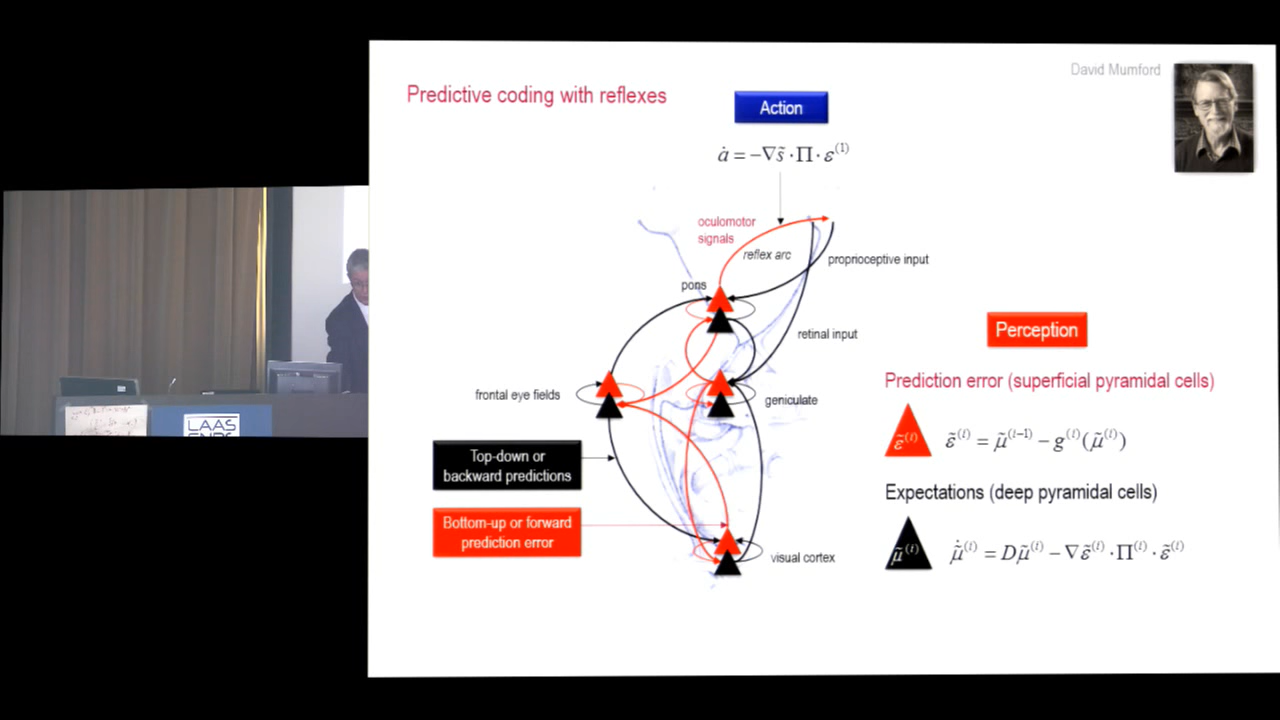 David Mumford
Predictive coding with reflexes
Action
ȧ = −∇s̃ · Π · ε⁽¹⁾
oculomotor
signals
reflex arc
proprioceptive input
pons
retinal input
Perception
Prediction error (superficial pyramidal cells)
frontal eye fields
geniculate
ε̃⁽ⁱ⁾
ε̃⁽ⁱ⁾ = μ̃⁽ⁱ⁻¹⁾ − g⁽ⁱ⁾(μ̃⁽ⁱ⁾)
Top-down or
backward predictions
Expectations (deep pyramidal cells)
Bottom-up or forward
prediction error
μ̃⁽ⁱ⁾
μ̃̇⁽ⁱ⁾ = Dμ̃⁽ⁱ⁾ − ∇ε̃⁽ⁱ⁾ · Π⁽ⁱ⁾ · ε̃⁽ⁱ⁾
visual cortex
LAAS
CNRS